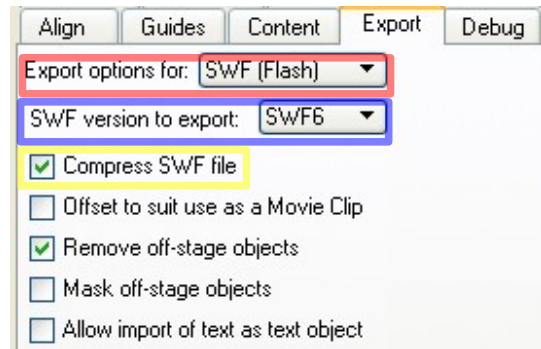 Align Guides Content Export Debug
Export options for: SWF (Flash)
SWF version to export: SWF6
Compress SWF file
Offset to suit use as a Movie Clip
Remove off-stage objects
Mask off-stage objects
Allow import of text as text object